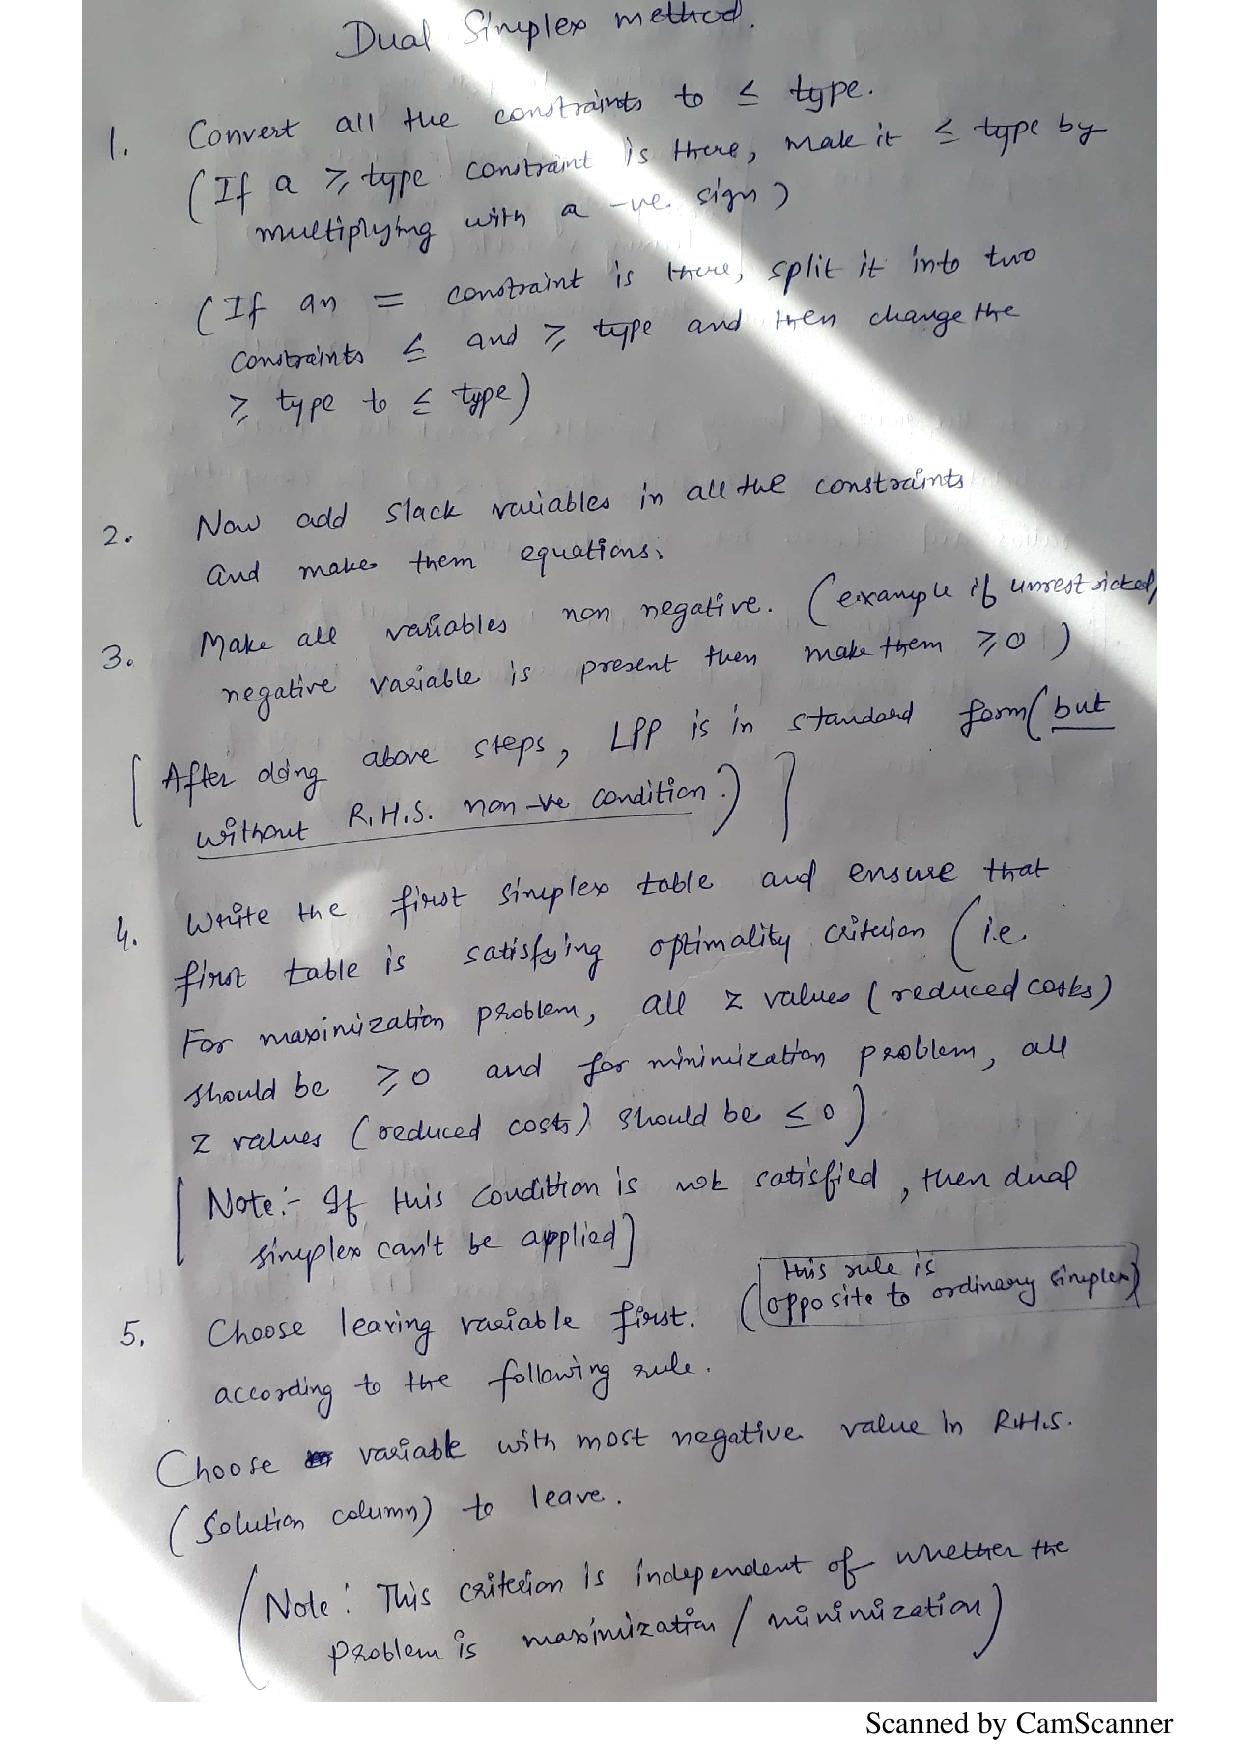 Dual Simplex method.
1. Convert all the constraints to ≤ type.
(If a ≥ type constraint is there, make it ≤ type by
multiplying with a -ve sign)
(If an = constraint is there, split it into two
constraints ≤ and ≥ type and then change the
≥ type to ≤ type)
2. Now add slack variables in all the constraints
and make them equations.
3. Make all variables non negative. (example if unrestricted,
negative variable is present then make them ≥ 0)
[After doing above steps, LPP is in standard form (but
without R.H.S. non-ve condition.)]
4. Write the first simplex table and ensure that
first table is satisfying optimality criterion (i.e.
For maximization problem, all z values (reduced costs)
should be ≥ 0 and for minimization problem, all
z values (reduced costs) should be ≤ 0)
[Note:- If this condition is not satisfied, then dual
simplex can't be applied]
5. Choose leaving variable first. (this rule is
opposite to ordinary simplex)
according to the following rule.
Choose variable with most negative value in R.H.S.
(Solution column) to leave.
(Note: This criterion is independent of whether the
problem is maximization / minimization)
Scanned by CamScanner